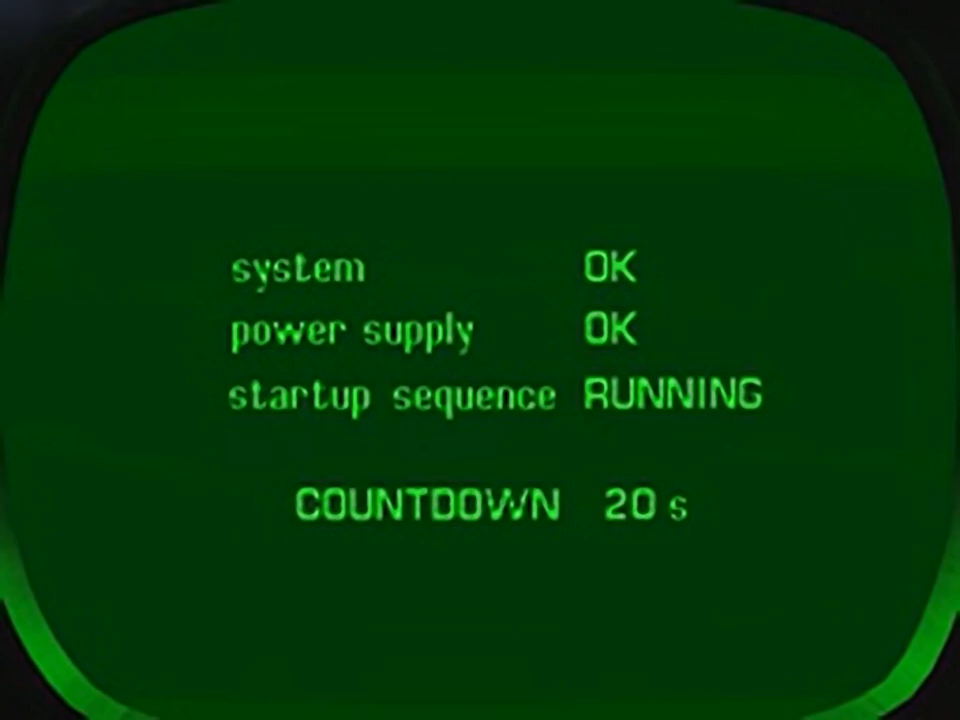 system OK
power supply OK
startup sequence RUNNING
COUNTDOWN 20 s